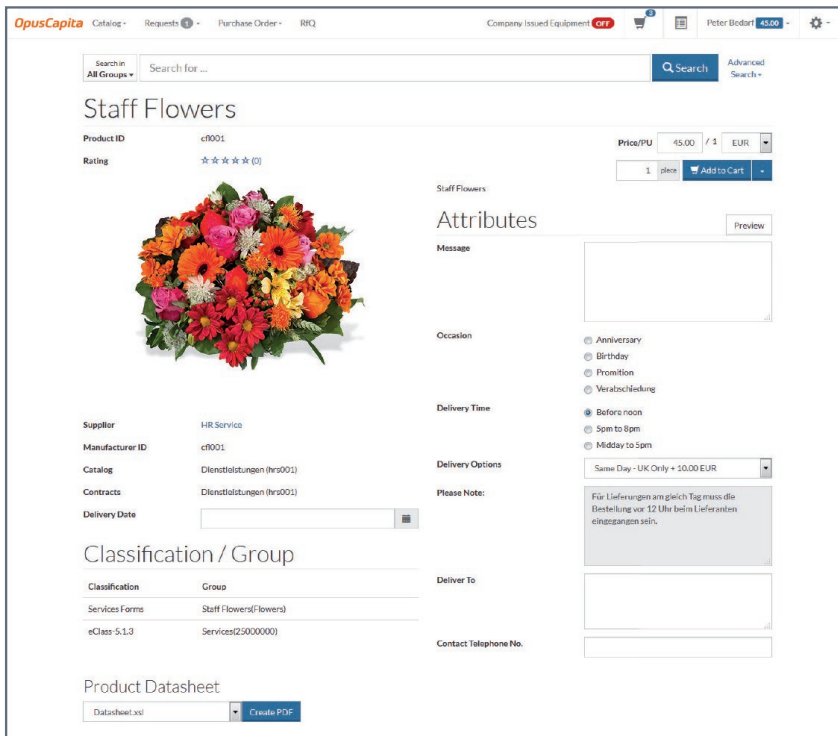 OpusCapita Catalog Requests 1 Purchase Order RfQ Company Issued Equipment OFF 3 Peter Bedarf 45.00
Search in
All Groups
Search for ...
Search
Advanced
Search
Staff Flowers
Product ID cfl001
Rating (0)
Price/PU 45.00 / 1 EUR
1 piece Add to Cart
Staff Flowers
Attributes
Preview
Message
Occasion
Anniversary
Birthday
Promition
Verabschiedung
Delivery Time
Before noon
5pm to 8pm
Midday to 5pm
Delivery Options Same Day - UK Only + 10.00 EUR
Please Note:
Für Lieferungen am gleich Tag muss die
Bestellung vor 12 Uhr beim Lieferanten
eingegangen sein.
Deliver To
Contact Telephone No.
Supplier HR Service
Manufacturer ID cfl001
Catalog Dienstleistungen (hrs001)
Contracts Dienstleistungen (hrs001)
Delivery Date
Classification / Group
Classification Group
Services Forms Staff Flowers(Flowers)
eClass-5.1.3 Services(25000000)
Product Datasheet
Datasheet.xsl Create PDF